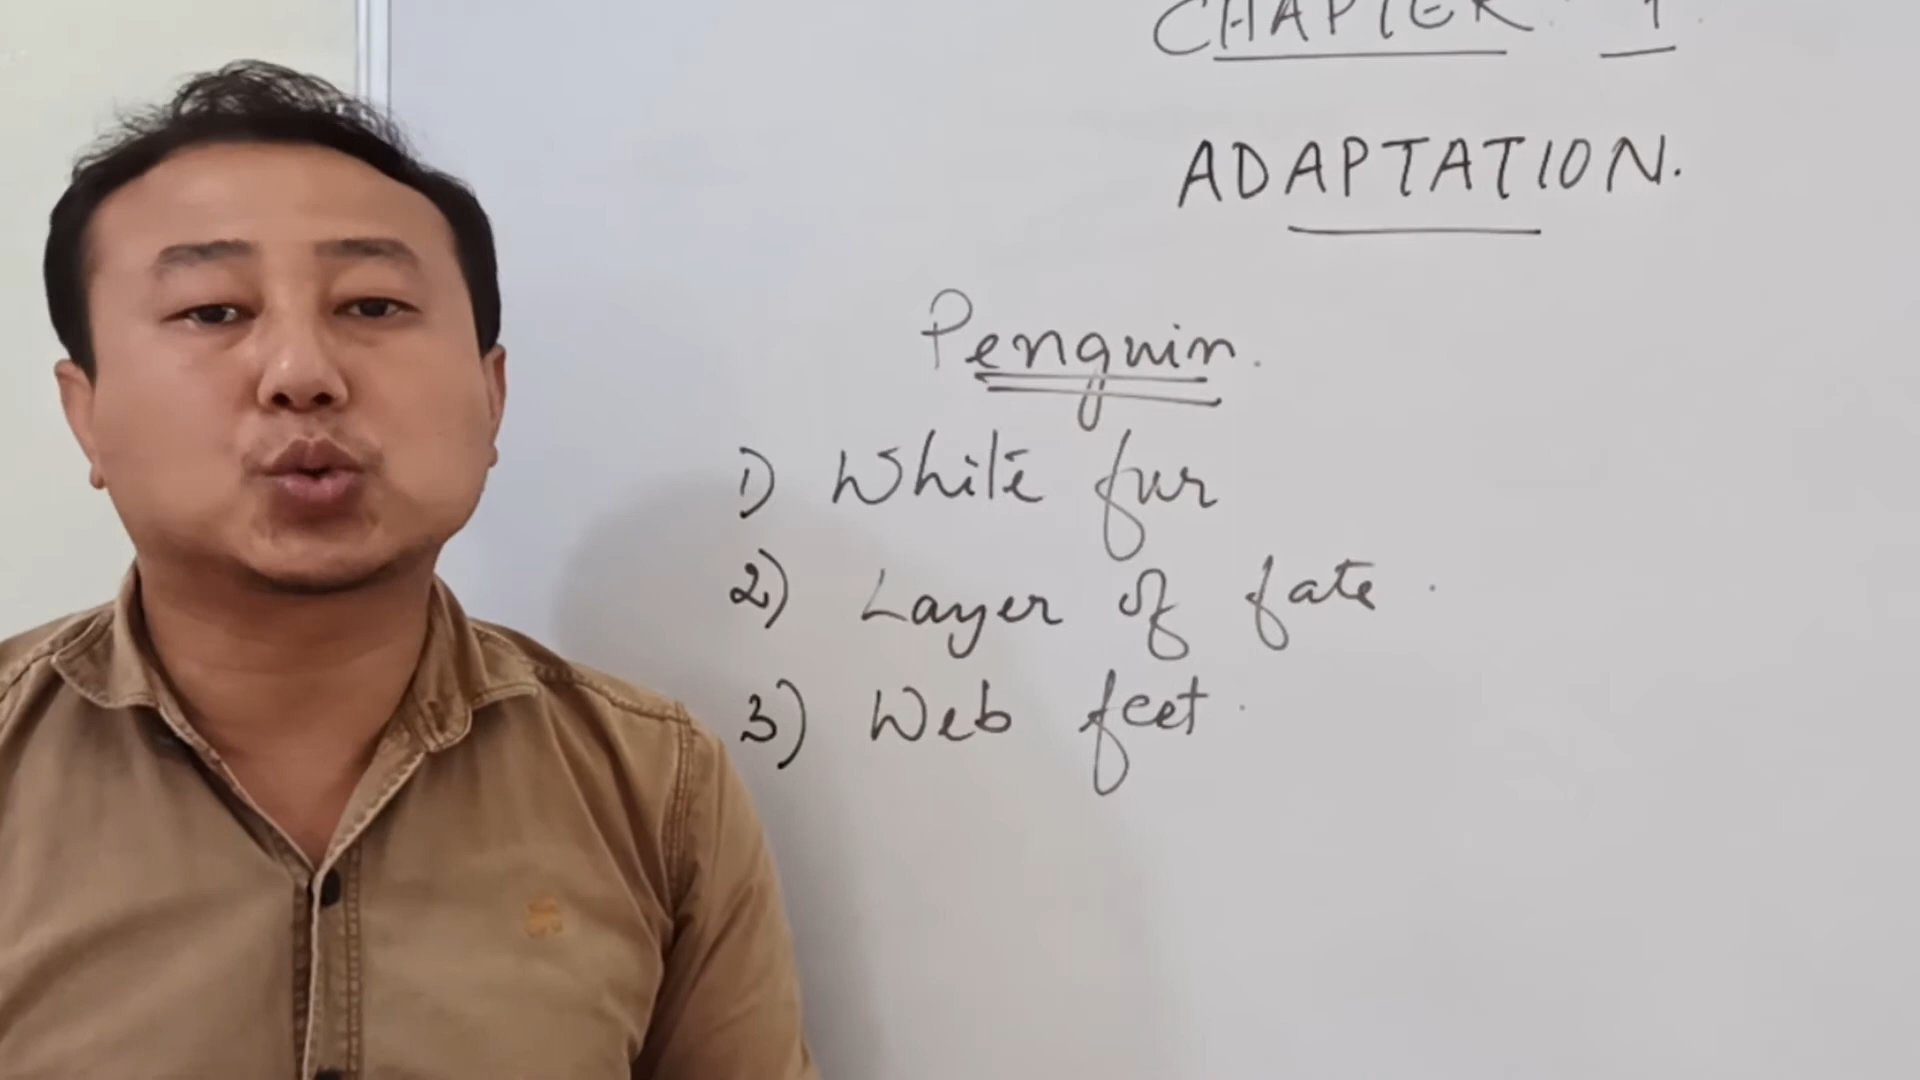 CHAPTER 1
ADAPTATION.
Penguin.
1) White fur
2) Layer of fate.
3) Web feet.